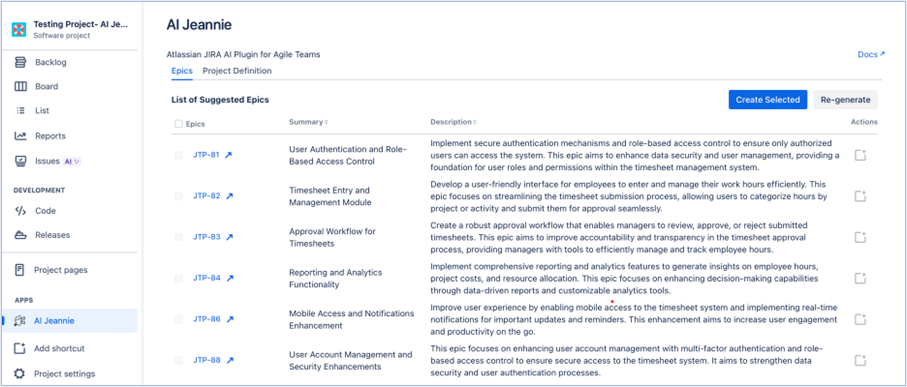 Testing Project- AI Je...
Software project
Backlog
Board
List
Reports
Issues AI
DEVELOPMENT
Code
Releases
Project pages
APPS
AI Jeannie
Add shortcut
Project settings
AI Jeannie
Atlassian JIRA AI Plugin for Agile Teams
Docs
Epics Project Definition
List of Suggested Epics
Create Selected Re-generate
Epics Summary Description Actions
JTP-81
User Authentication and Role-
Based Access Control
Implement secure authentication mechanisms and role-based access control to ensure only authorized
users can access the system. This epic aims to enhance data security and user management, providing a
foundation for user roles and permissions within the timesheet management system.
JTP-82
Timesheet Entry and
Management Module
Develop a user-friendly interface for employees to enter and manage their work hours efficiently. This
epic focuses on streamlining the timesheet submission process, allowing users to categorize hours by
project or activity and submit them for approval seamlessly.
JTP-83
Approval Workflow for
Timesheets
Create a robust approval workflow that enables managers to review, approve, or reject submitted
timesheets. This epic aims to improve accountability and transparency in the timesheet approval
process, providing managers with tools to efficiently manage and track employee hours.
JTP-84
Reporting and Analytics
Functionality
Implement comprehensive reporting and analytics features to generate insights on employee hours,
project costs, and resource allocation. This epic focuses on enhancing decision-making capabilities
through data-driven reports and customizable analytics tools.
JTP-86
Mobile Access and Notifications
Enhancement
Improve user experience by enabling mobile access to the timesheet system and implementing real-time
notifications for important updates and reminders. This enhancement aims to increase user engagement
and productivity on the go.
JTP-88
User Account Management and
Security Enhancements
This epic focuses on enhancing user account management with multi-factor authentication and role-
based access control to ensure secure access to the timesheet system. It aims to strengthen data
security and user authentication processes.